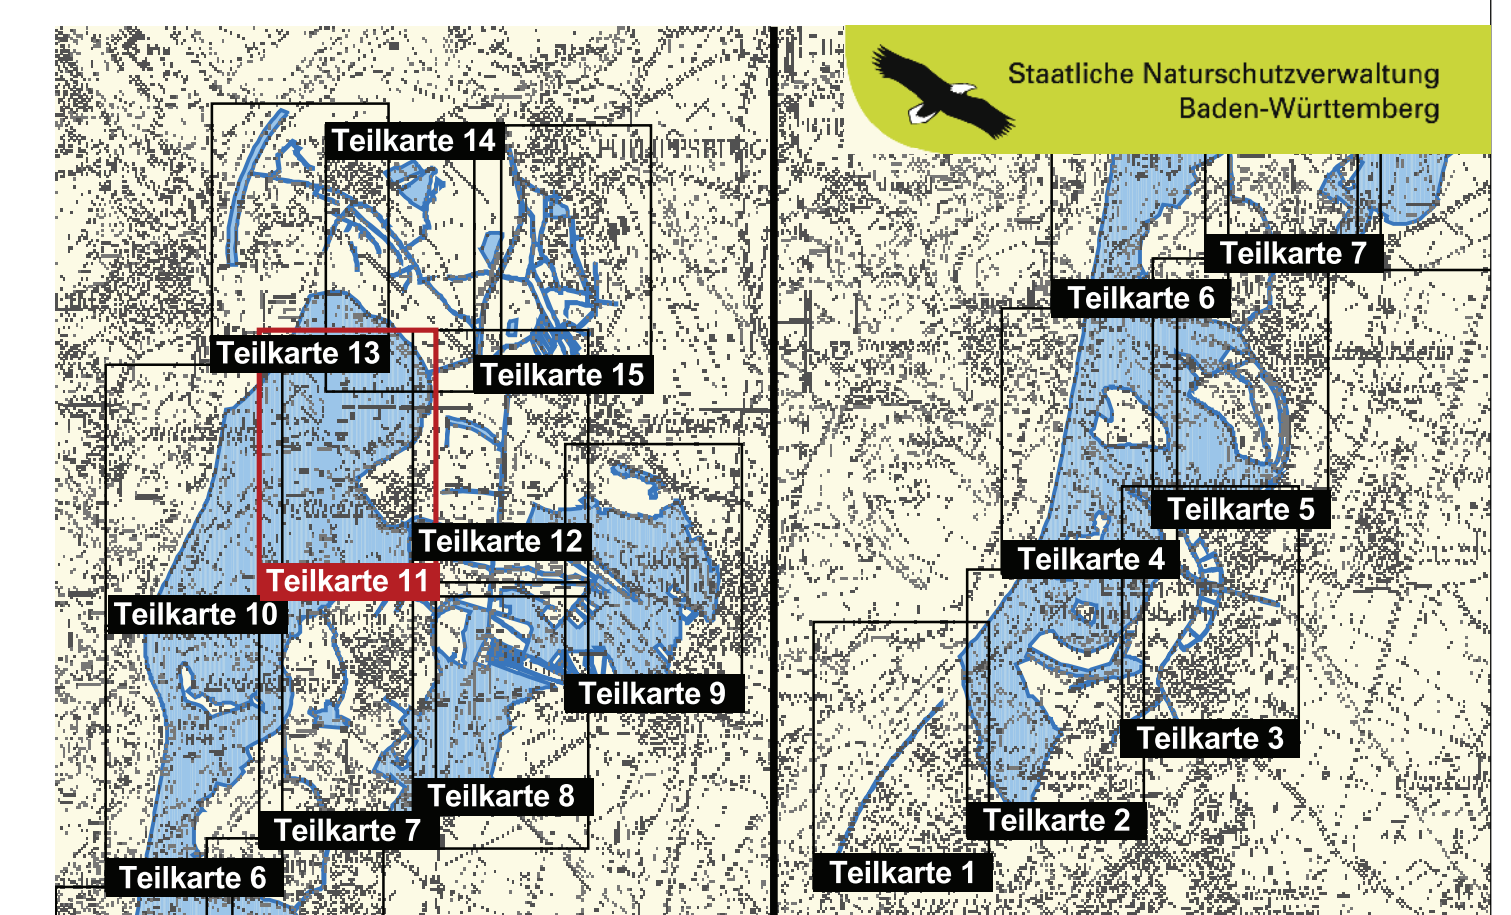 Staatliche Naturschutzverwaltung
Baden-Württemberg
Teilkarte 14
Teilkarte 13
Teilkarte 15
Teilkarte 12
Teilkarte 11
Teilkarte 10
Teilkarte 9
Teilkarte 8
Teilkarte 7
Teilkarte 6
Teilkarte 7
Teilkarte 6
Teilkarte 5
Teilkarte 4
Teilkarte 3
Teilkarte 2
Teilkarte 1